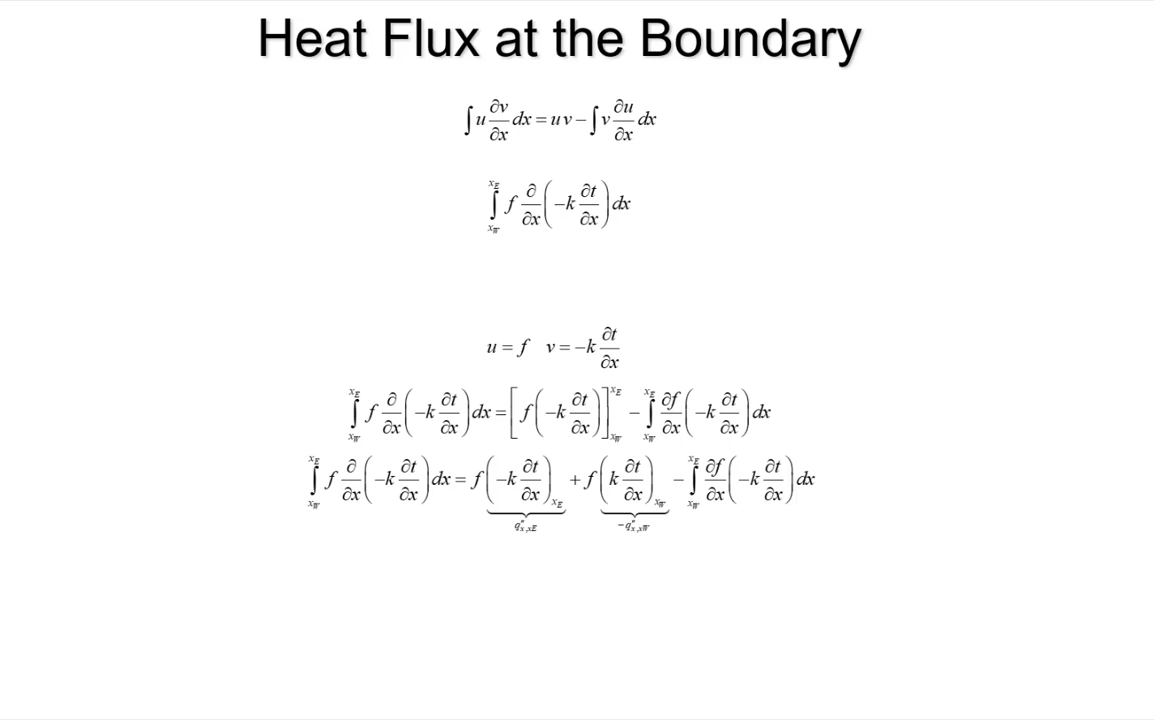 Heat Flux at the Boundary
∫ u ∂v/∂x dx = uv − ∫ v ∂u/∂x dx
∫_{x_W}^{x_E} f ∂/∂x (−k ∂t/∂x) dx
u = f   v = −k ∂t/∂x
∫_{x_W}^{x_E} f ∂/∂x (−k ∂t/∂x) dx = [f (−k ∂t/∂x)]_{x_W}^{x_E} − ∫_{x_W}^{x_E} ∂f/∂x (−k ∂t/∂x) dx
∫_{x_W}^{x_E} f ∂/∂x (−k ∂t/∂x) dx = f (−k ∂t/∂x)_{x_E} + f (k ∂t/∂x)_{x_W} − ∫_{x_W}^{x_E} ∂f/∂x (−k ∂t/∂x) dx
q″_{x,xE}   −q″_{x,xW}